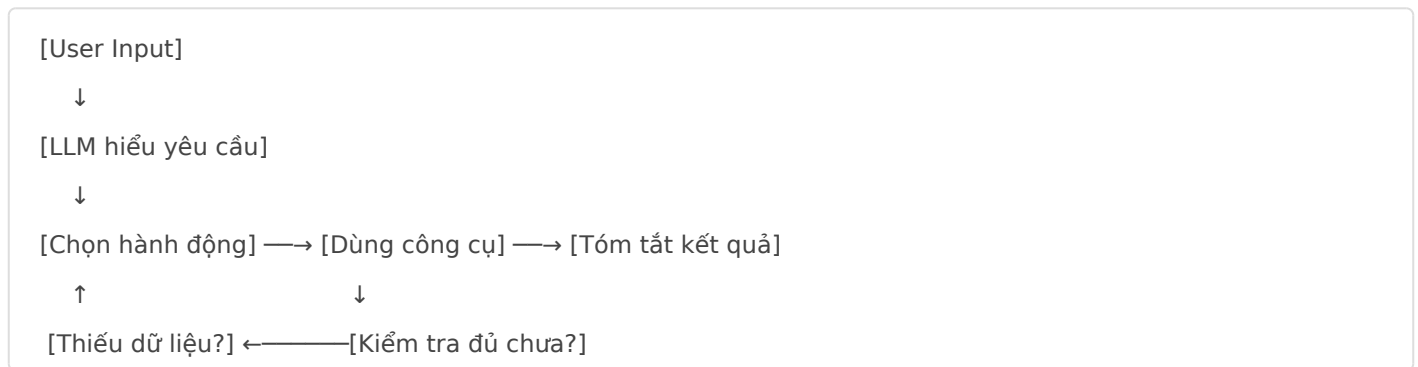 [User Input]
↓
[LLM hiểu yêu cầu]
↓
[Chọn hành động] ──→ [Dùng công cụ] ──→ [Tóm tắt kết quả]
↑ ↓
[Thiếu dữ liệu?] ←──────[Kiểm tra đủ chưa?]